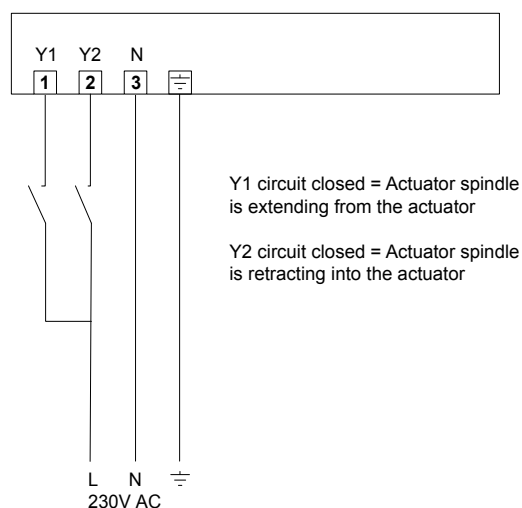 Y1 Y2 N
1 2 3
Y1 circuit closed = Actuator spindle
is extending from the actuator
Y2 circuit closed = Actuator spindle
is retracting into the actuator
L N
230V AC